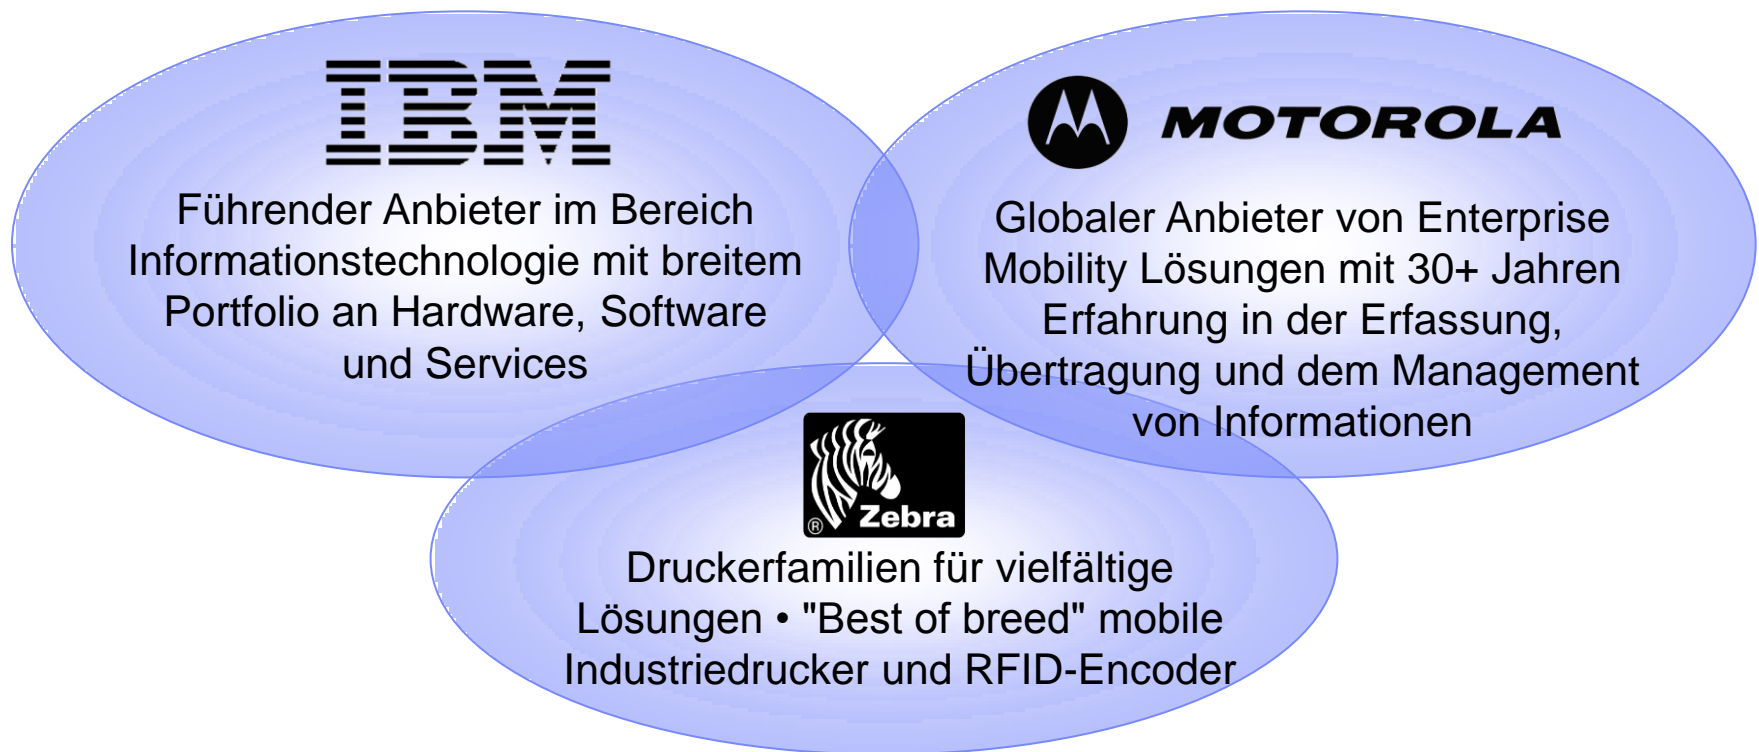 IBM
Führender Anbieter im Bereich
Informationstechnologie mit breitem
Portfolio an Hardware, Software
und Services
MOTOROLA
Globaler Anbieter von Enterprise
Mobility Lösungen mit 30+ Jahren
Erfahrung in der Erfassung,
Übertragung und dem Management
von Informationen
® Zebra
Druckerfamilien für vielfältige
Lösungen • "Best of breed" mobile
Industriedrucker und RFID-Encoder